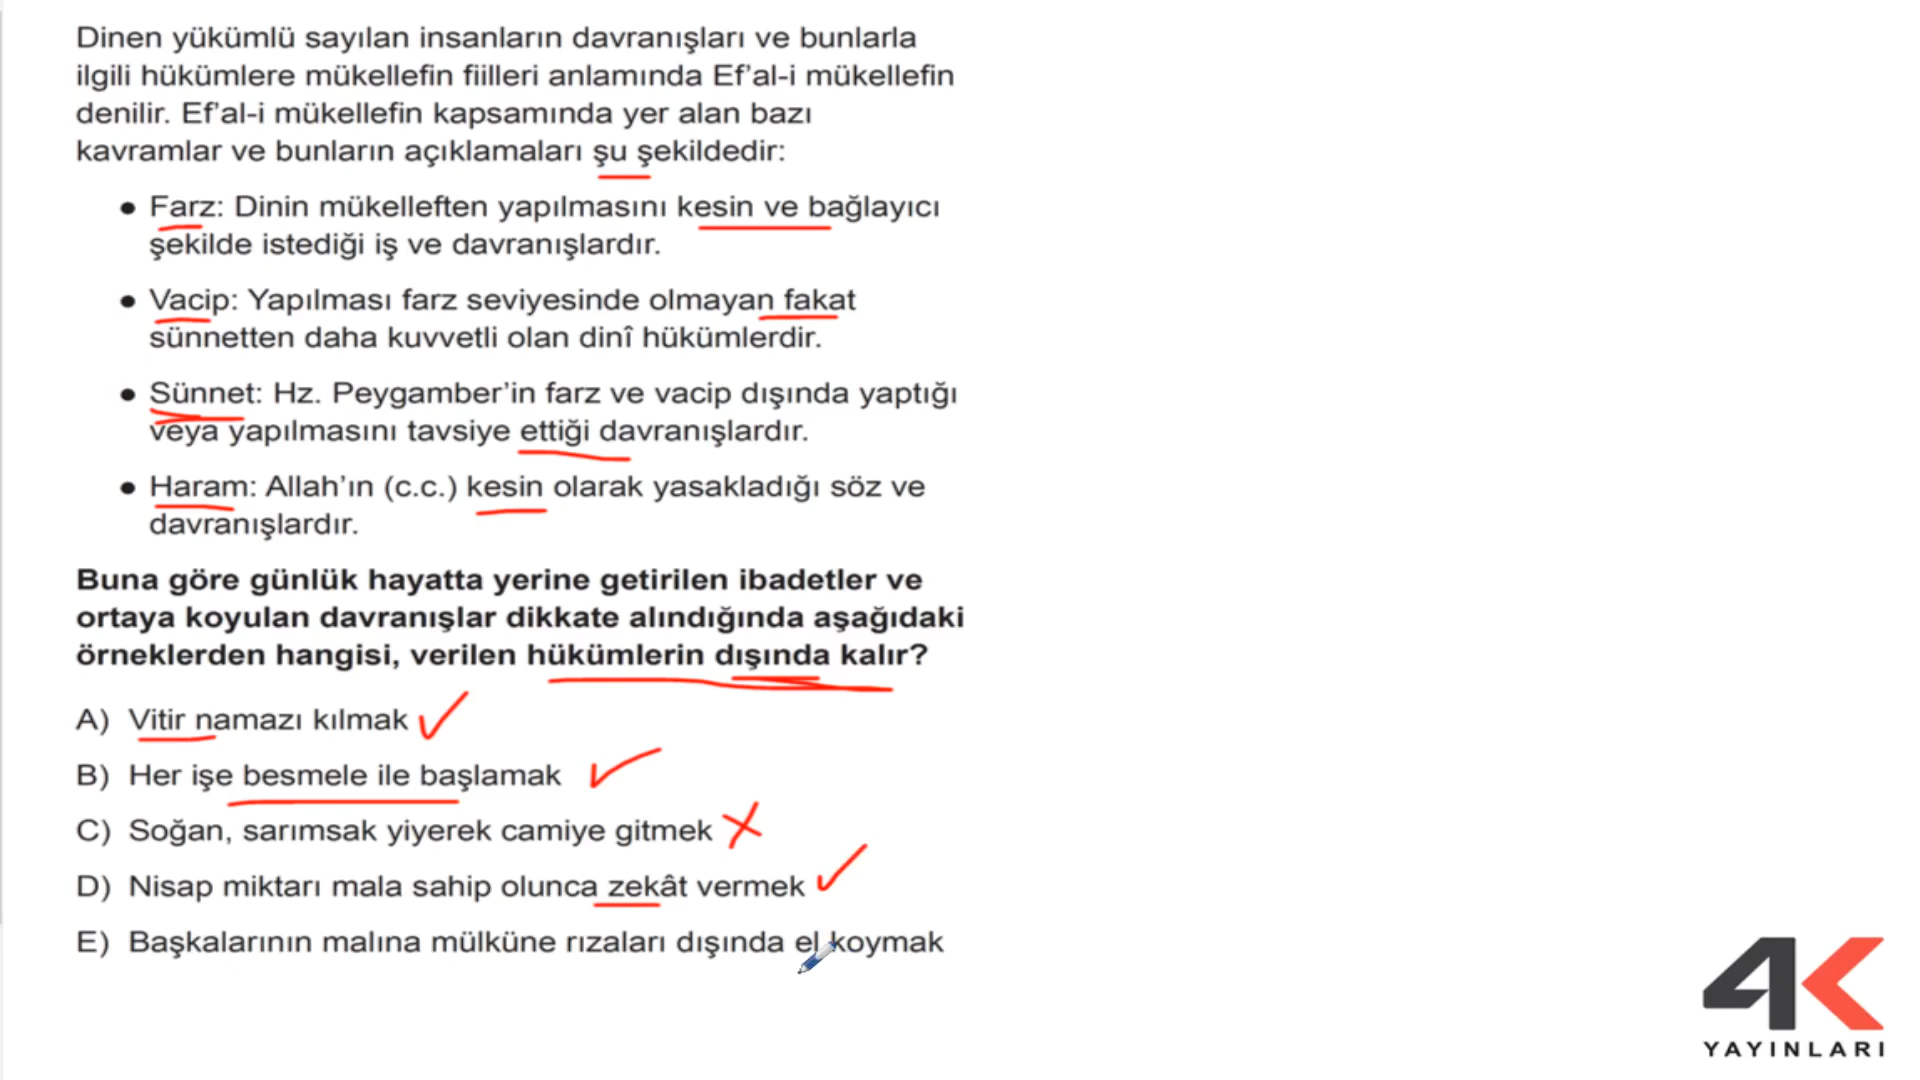 Dinen yükümlü sayılan insanların davranışları ve bunlarla
ilgili hükümlere mükellefin fiilleri anlamında Ef’al-i mükellefin
denilir. Ef’al-i mükellefin kapsamında yer alan bazı
kavramlar ve bunların açıklamaları şu şekildedir:
● Farz: Dinin mükelleften yapılmasını kesin ve bağlayıcı
şekilde istediği iş ve davranışlardır.
● Vacip: Yapılması farz seviyesinde olmayan fakat
sünnetten daha kuvvetli olan dinî hükümlerdir.
● Sünnet: Hz. Peygamber’in farz ve vacip dışında yaptığı
veya yapılmasını tavsiye ettiği davranışlardır.
● Haram: Allah’ın (c.c.) kesin olarak yasakladığı söz ve
davranışlardır.
Buna göre günlük hayatta yerine getirilen ibadetler ve
ortaya koyulan davranışlar dikkate alındığında aşağıdaki
örneklerden hangisi, verilen hükümlerin dışında kalır?
A) Vitir namazı kılmak
B) Her işe besmele ile başlamak
C) Soğan, sarımsak yiyerek camiye gitmek
D) Nisap miktarı mala sahip olunca zekât vermek
E) Başkalarının malına mülküne rızaları dışında el koymak
4K
YAYINLARI